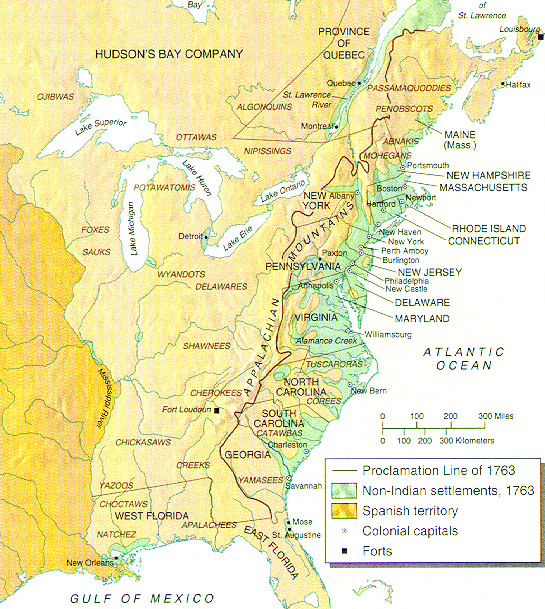 Bay
of
St. Lawrence
Louisbourg
PROVINCE
OF
QUEBEC
HUDSON'S BAY COMPANY
Halifax
Quebec
PASSAMAQUODDIES
St. Lawrence
River
OJIBWAS
ALGONQUINS
PENOBSCOTS
Lake Superior
Montreal
MAINE
(Mass.)
OTTAWAS
ABNAKIS
NIPISSINGS
MOHEGANS
Portsmouth
NEW HAMPSHIRE
Lake Huron
Lake Ontario
POTAWATOMIS
NEW
YORK
Albany
Boston
MASSACHUSETTS
Hartford
Newport
Lake Michigan
RHODE ISLAND
CONNECTICUT
FOXES
Detroit
Lake Erie
New Haven
New York
SAUKS
Paxton
Perth Amboy
Burlington
PENNSYLVANIA
WYANDOTS
NEW JERSEY
Philadelphia
New Castle
DELAWARES
Annapolis
DELAWARE
MARYLAND
VIRGINIA
APPALACHIAN MOUNTAINS
Williamsburg
Alamance Creek
SHAWNEES
ATLANTIC
OCEAN
TUSCARORAS
Mississippi River
NORTH
CAROLINA
CHEROKEES
New Bern
COREES
Fort Loudoun
SOUTH
CAROLINA
CATAWBAS
0 100 200 300 Miles
0 100 200 300 Kilometers
CHICKASAWS
Charleston
GEORGIA
CREEKS
YAMASEES
Savannah
YAZOOS
CHOCTAWS
WEST FLORIDA
APALACHEES
Mose
NATCHEZ
St. Augustine
EAST FLORIDA
New Orleans
GULF OF MEXICO
Proclamation Line of 1763
Non-Indian settlements, 1763
Spanish territory
Colonial capitals
Forts